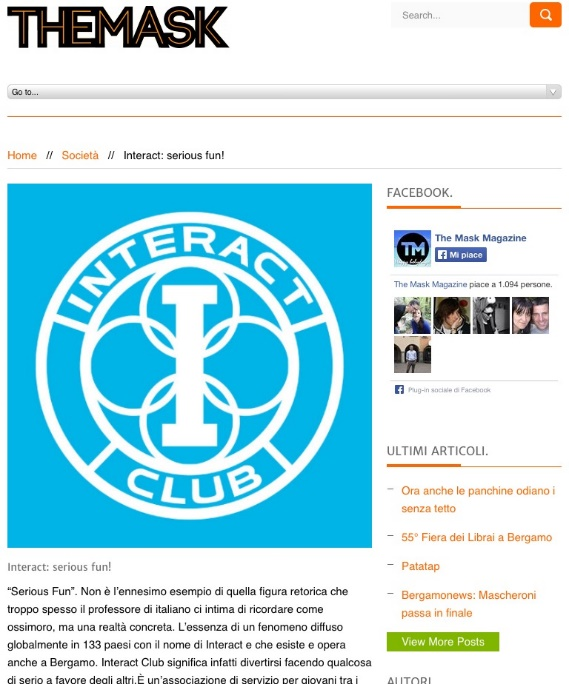 THEMASK
Search...
Go to...
Home // Società // Interact: serious fun!
INTERACT
I
CLUB
Interact: serious fun!
“Serious Fun”. Non è l’ennesimo esempio di quella figura retorica che
troppo spesso il professore di italiano ci intima di ricordare come
ossimoro, ma una realtà concreta. L’essenza di un fenomeno diffuso
globalmente in 133 paesi con il nome di Interact e che esiste e opera
anche a Bergamo. Interact Club significa infatti divertirsi facendo qualcosa
di serio a favore degli altri.È un’associazione di servizio per giovani tra i
FACEBOOK.
TM
The Mask Magazine
Mi piace
The Mask Magazine piace a 1.094 persone.
Plug-in sociale di Facebook
ULTIMI ARTICOLI.
Ora anche le panchine odiano i
senza tetto
55° Fiera dei Librai a Bergamo
Patatap
Bergamonews: Mascheroni
passa in finale
View More Posts
AUTORI